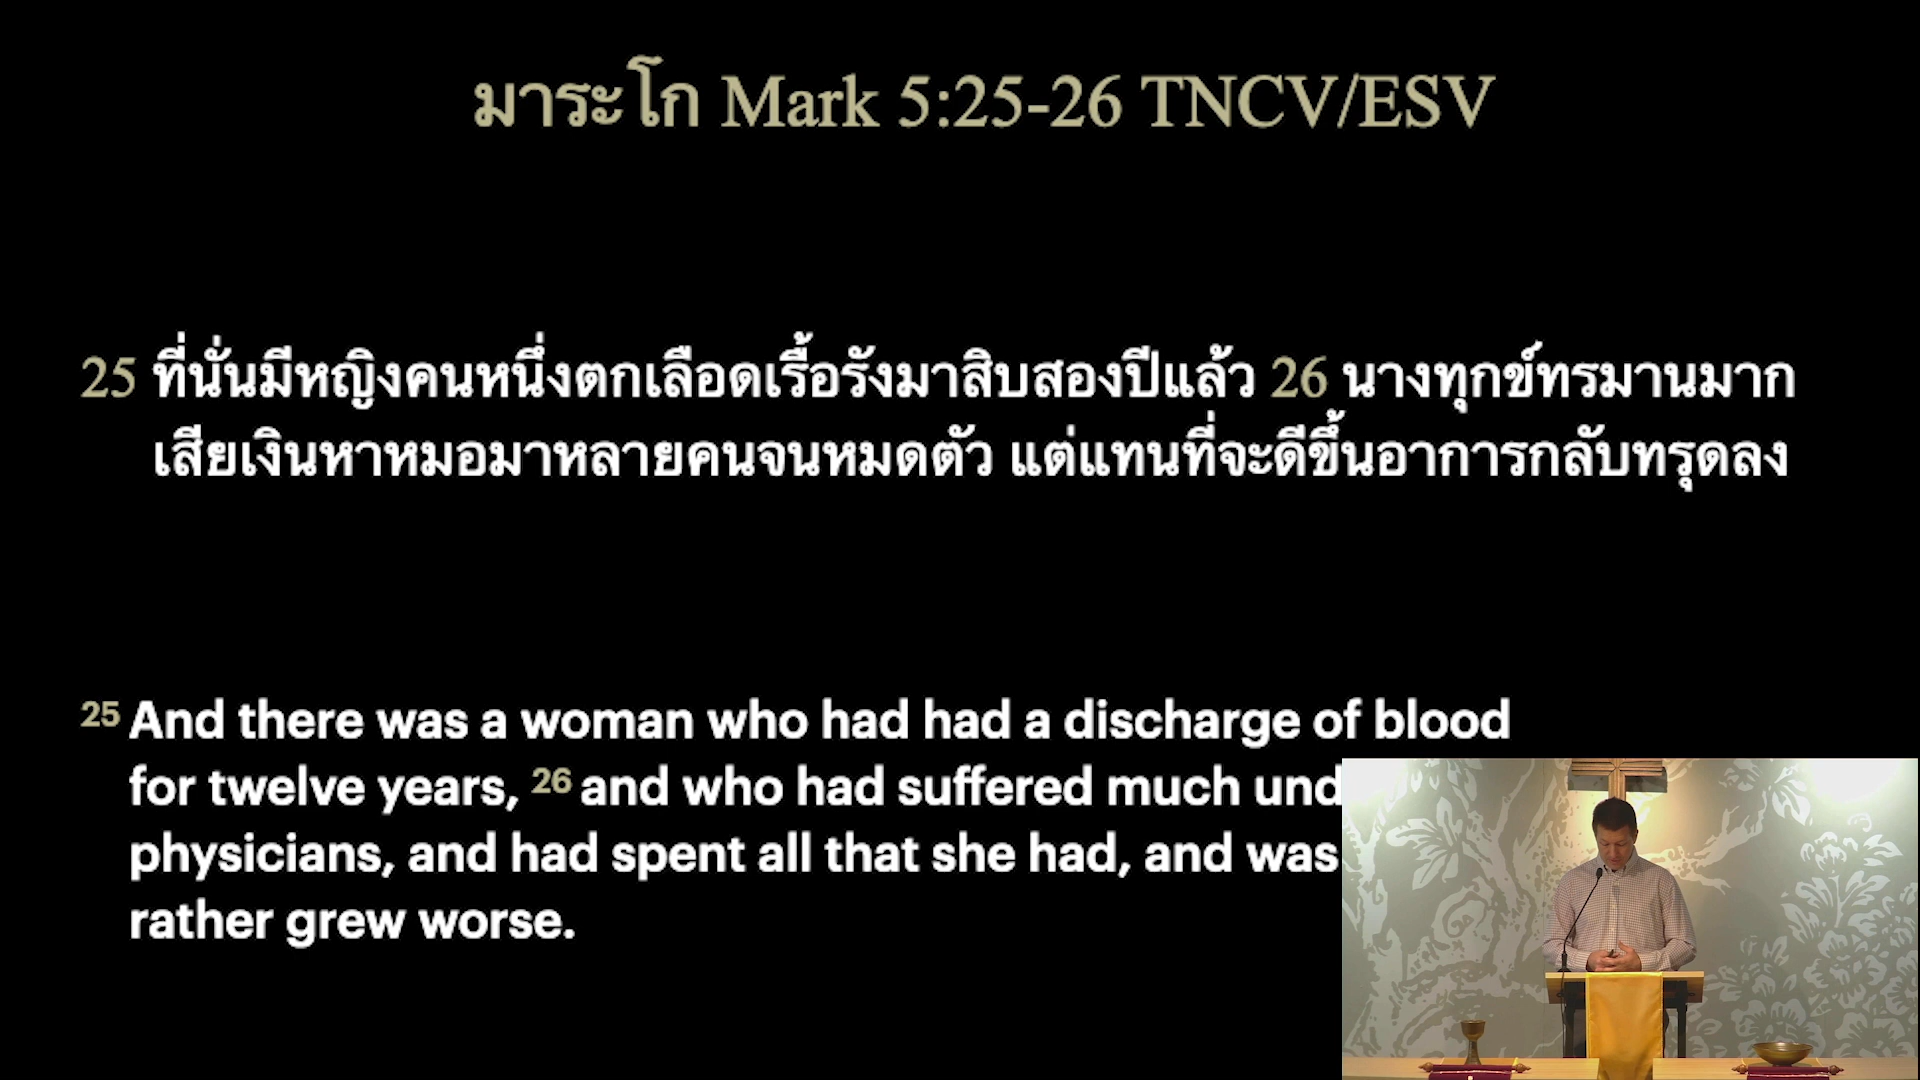 มาระโก Mark 5:25-26 TNCV/ESV
25 ที่นั่นมีหญิงคนหนึ่งตกเลือดเรื้อรังมาสิบสองปีแล้ว 26 นางทุกข์ทรมานมาก
เสียเงินหาหมอมาหลายคนจนหมดตัว แต่แทนที่จะดีขึ้นอาการกลับทรุดลง
25 And there was a woman who had had a discharge of blood
for twelve years, 26 and who had suffered much
physicians, and had spent all that she had, and was
rather grew worse.